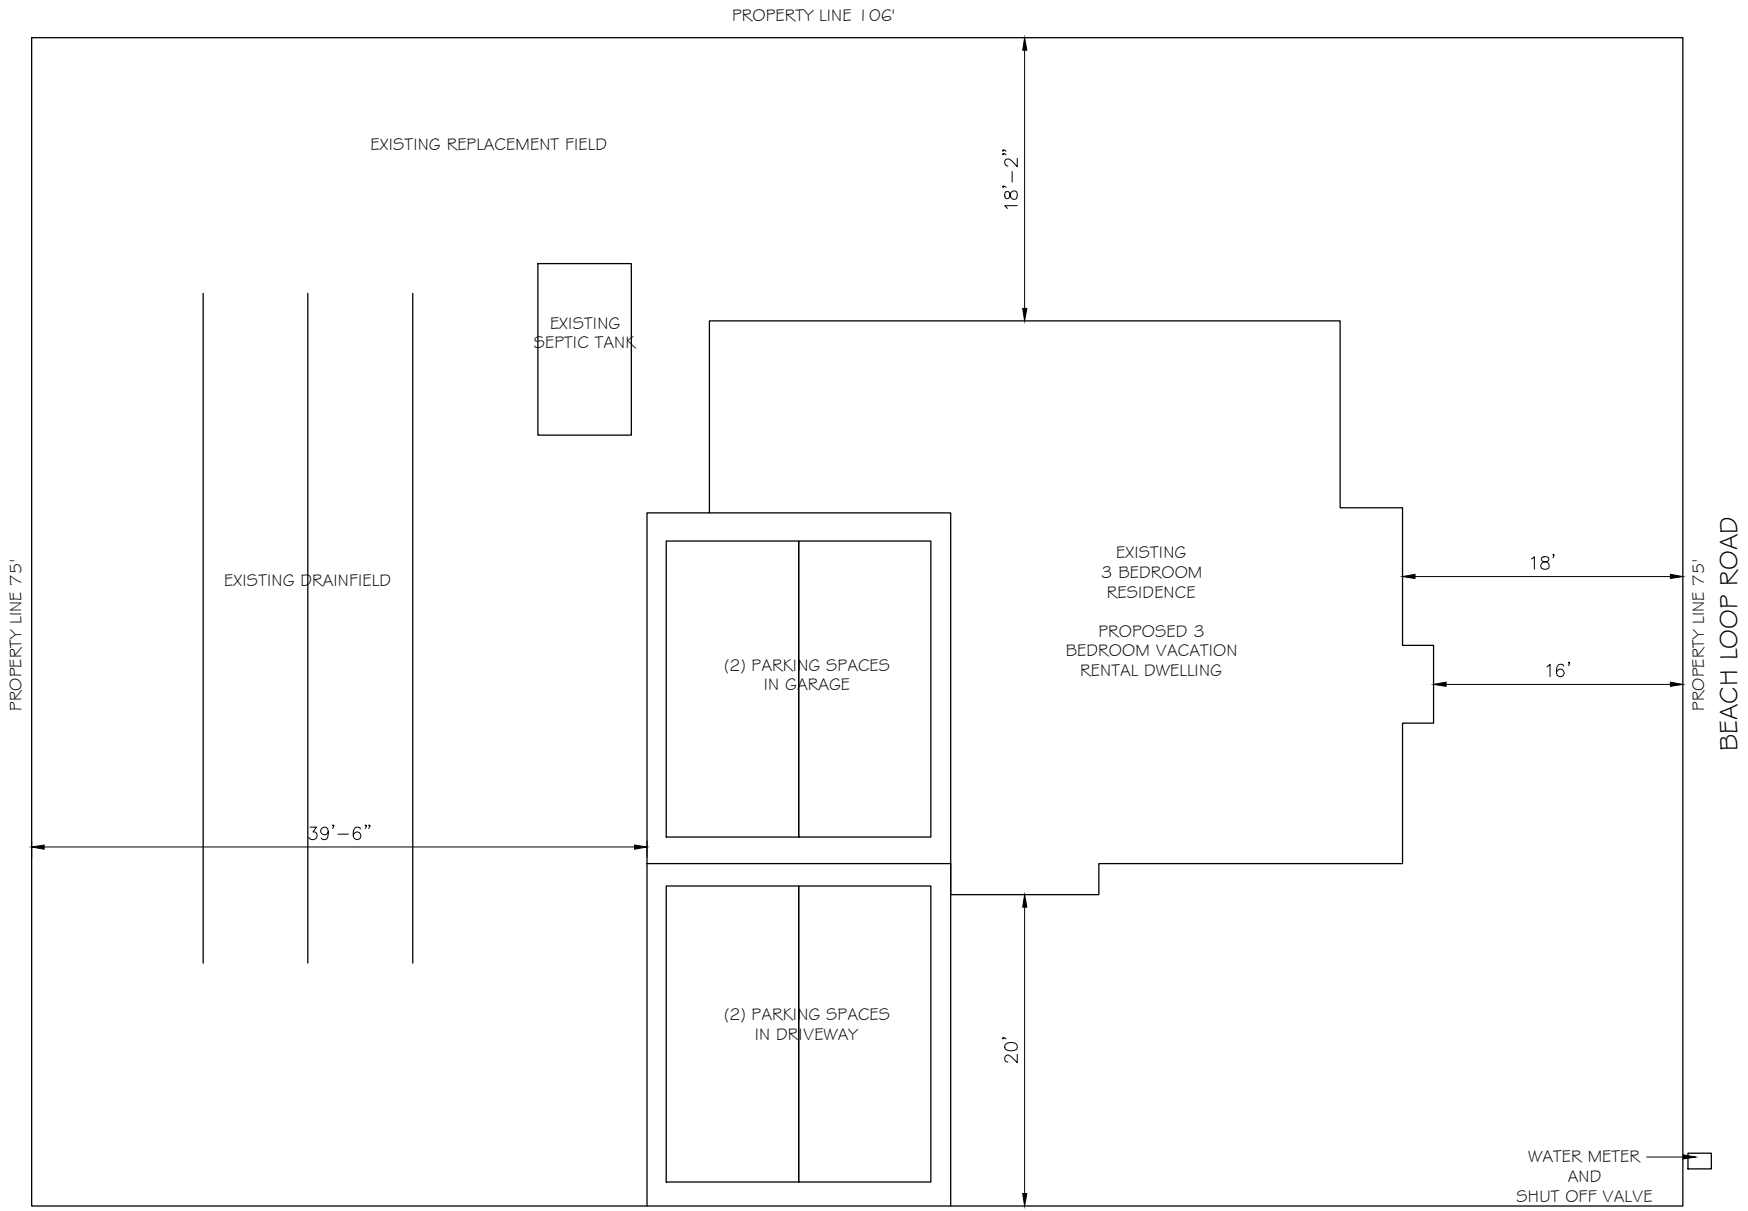 PROPERTY LINE 106'
EXISTING REPLACEMENT FIELD
18'-2"
EXISTING
SEPTIC TANK
EXISTING DRAINFIELD
PROPERTY LINE 75'
EXISTING
3 BEDROOM
RESIDENCE
PROPOSED 3
BEDROOM VACATION
RENTAL DWELLING
18'
16'
PROPERTY LINE 75'
BEACH LOOP ROAD
(2) PARKING SPACES
IN GARAGE
39'-6"
(2) PARKING SPACES
IN DRIVEWAY
20'
WATER METER
AND
SHUT OFF VALVE